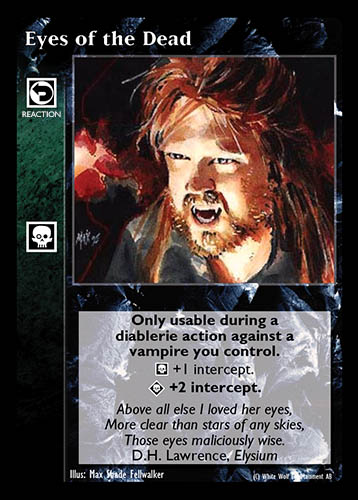 Eyes of the Dead
REACTION
Only usable during a
diablerie action against a
vampire you control.
+1 intercept.
+2 intercept.
Above all else I loved her eyes,
More clear than stars of any skies,
Those eyes maliciously wise.
D.H. Lawrence, Elysium
Illus: Max Shade Fellwalker
(C) White Wolf Entertainment AB